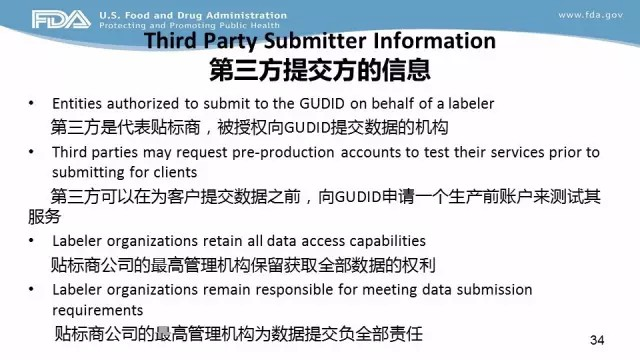 FDA U.S. Food and Drug Administration
Protecting and Promoting Public Health
www.fda.gov
Third Party Submitter Information
第三方提交方的信息
• Entities authorized to submit to the GUDID on behalf of a labeler
第三方是代表贴标商，被授权向GUDID提交数据的机构
• Third parties may request pre-production accounts to test their services prior to
submitting for clients
第三方可以在为客户提交数据之前，向GUDID申请一个生产前账户来测试其
服务
• Labeler organizations retain all data access capabilities
贴标商公司的最高管理机构保留获取全部数据的权利
• Labeler organizations remain responsible for meeting data submission
requirements
贴标商公司的最高管理机构为数据提交负全部责任
34